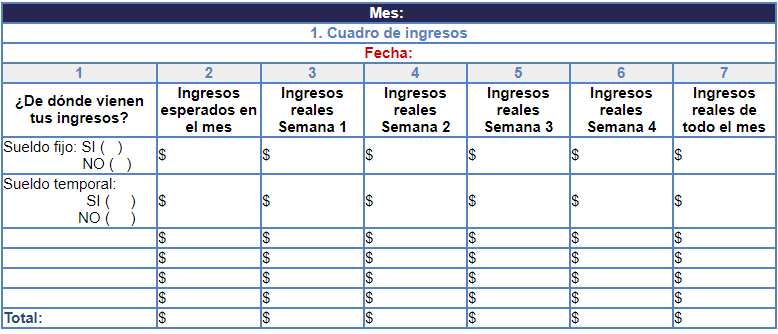 Mes:
1. Cuadro de ingresos
Fecha:
1 2 3 4 5 6 7
¿De dónde vienen tus ingresos? Ingresos esperados en el mes Ingresos reales Semana 1 Ingresos reales Semana 2 Ingresos reales Semana 3 Ingresos reales Semana 4 Ingresos reales de todo el mes
Sueldo fijo: SI ( )
NO ( ) $ $ $ $ $ $
Sueldo temporal:
SI ( )
NO ( ) $ $ $ $ $ $
$ $ $ $ $ $
$ $ $ $ $ $
$ $ $ $ $ $
$ $ $ $ $ $
Total: $ $ $ $ $ $